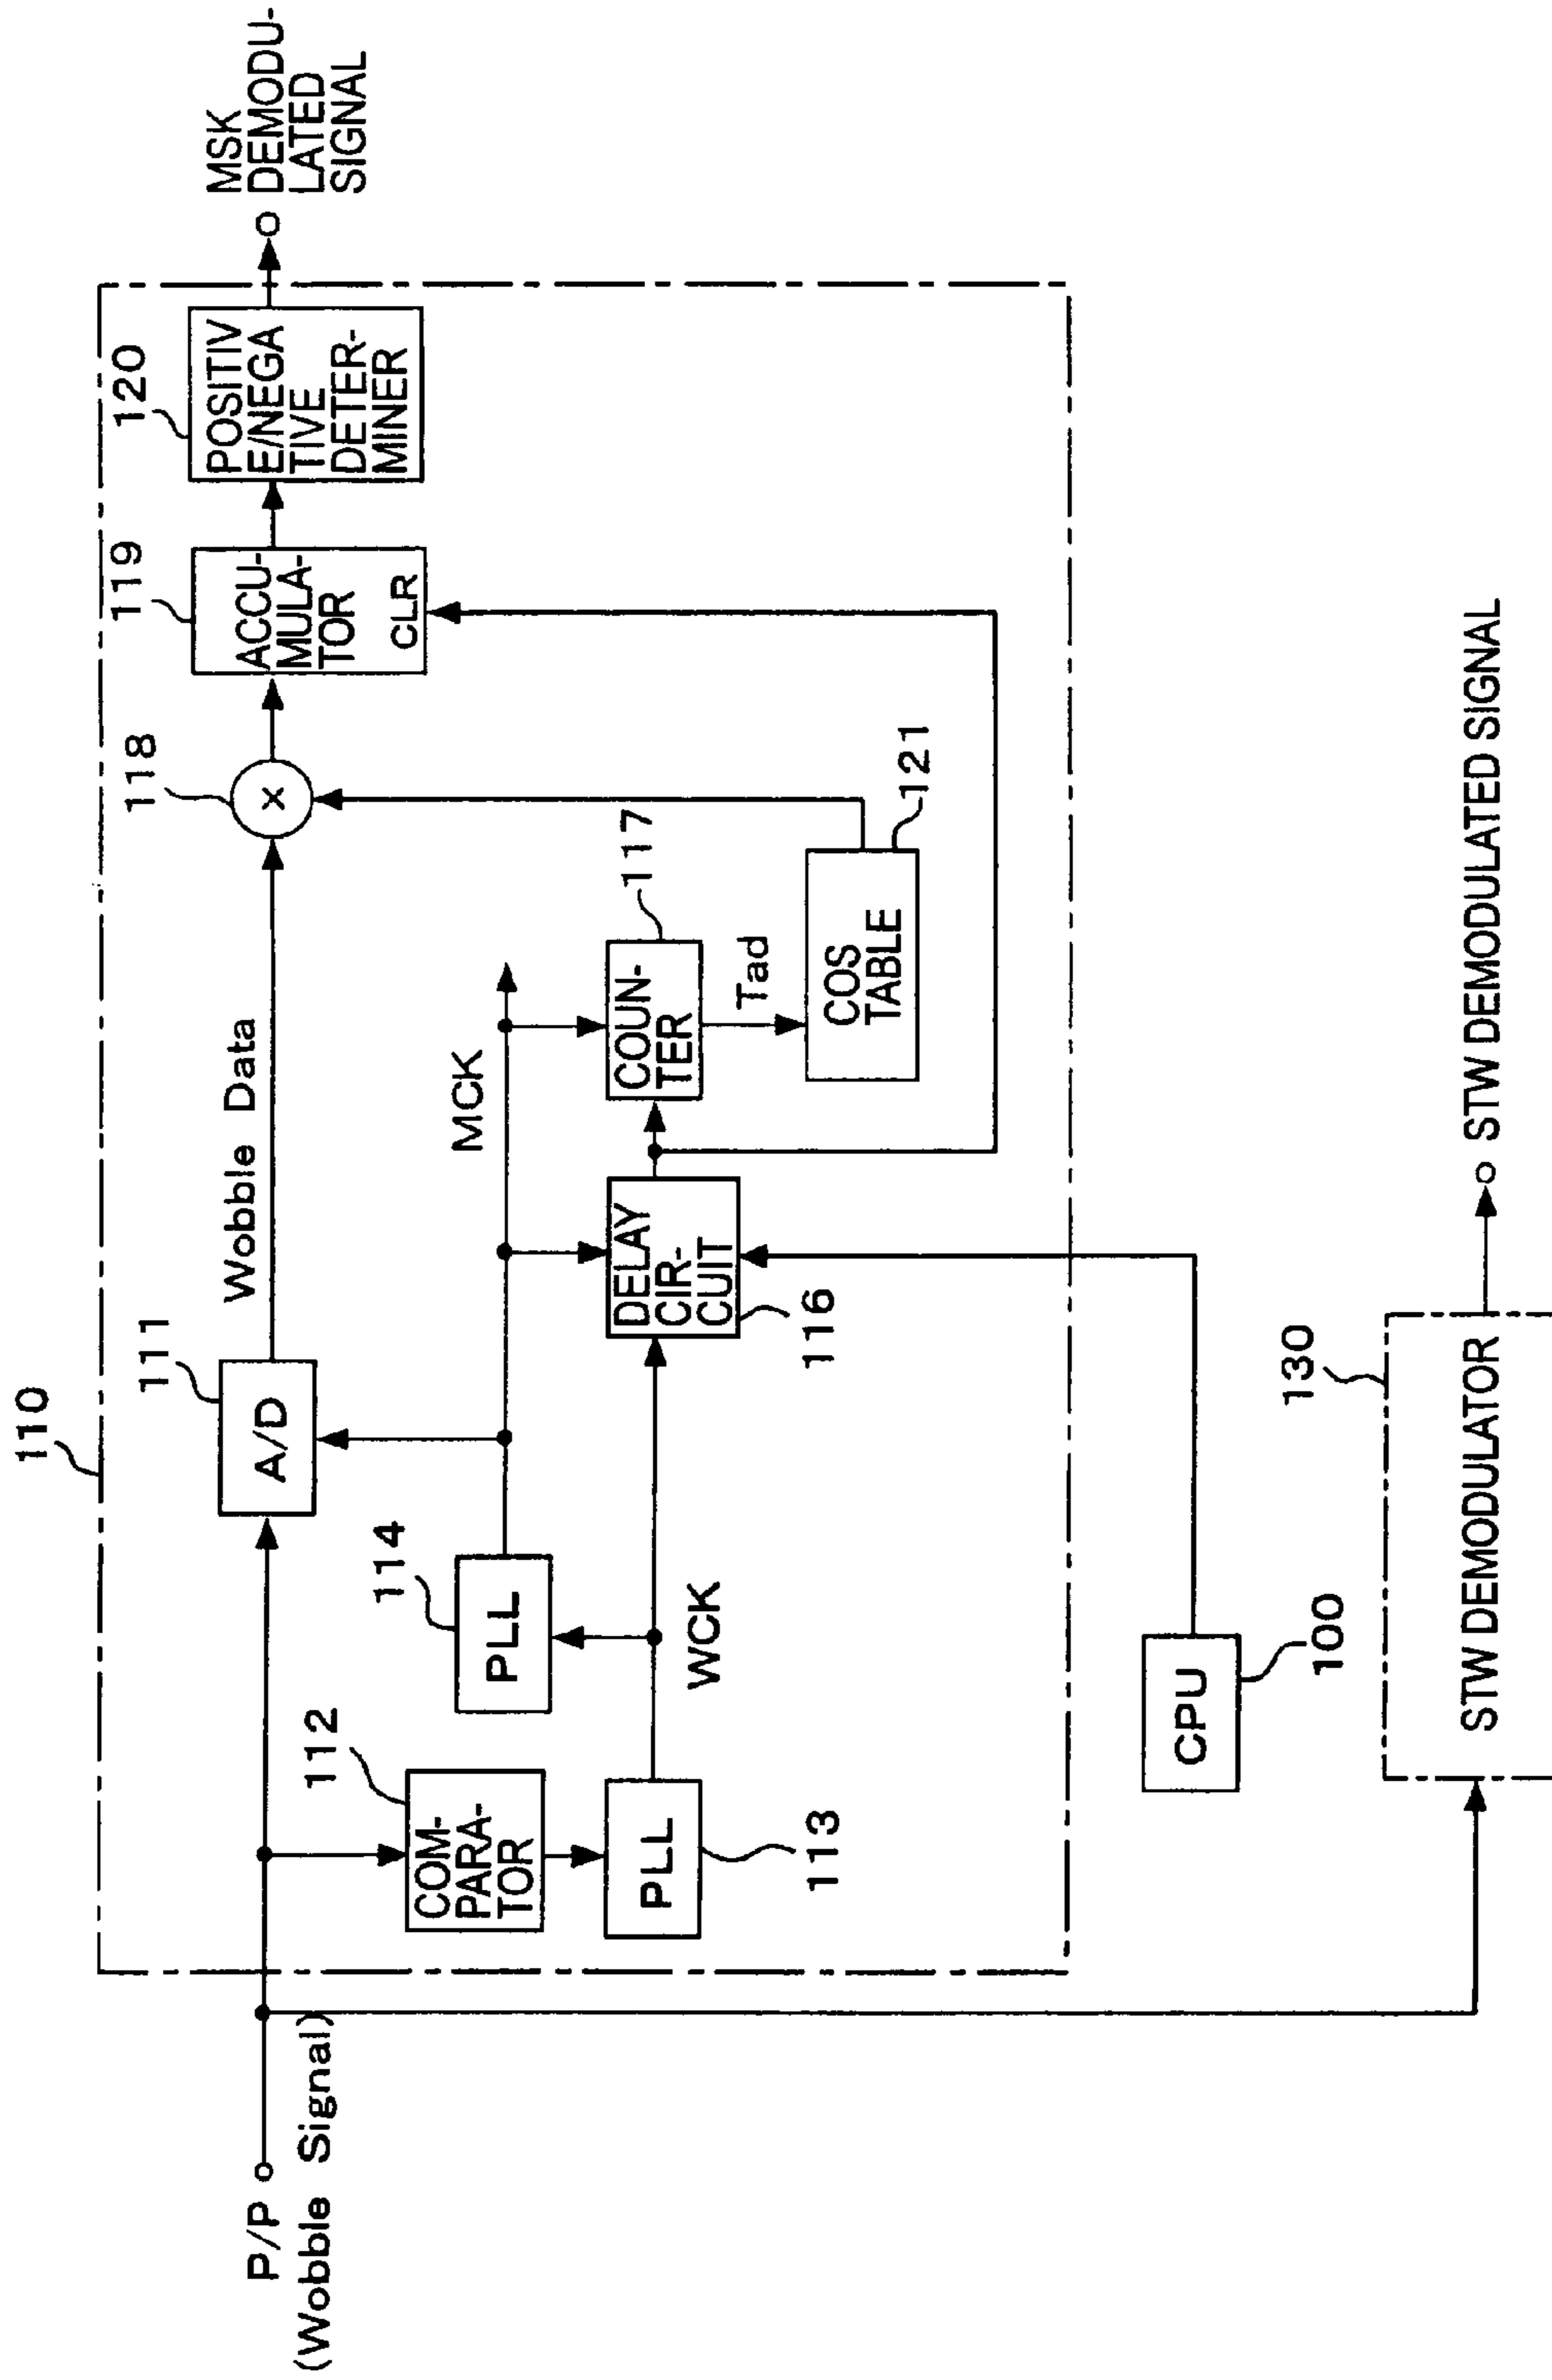 110
P/P
(Wobble Signal)
111
A/D
Wobble Data
118
×
119
ACCU-
MULA-
TOR
CLR
120
POSITIV
E/NEGA
TIVE
DETER-
MINER
MSK
DEMODU-
LATED
SIGNAL
112
COM-
PARA-
TOR
113
PLL
114
PLL
WCK
MCK
DELAY
CIR-
CUIT
116
COUN-
TER
117
Tad
COS
TABLE
121
CPU
100
130
STW DEMODULATOR
STW DEMODULATED SIGNAL